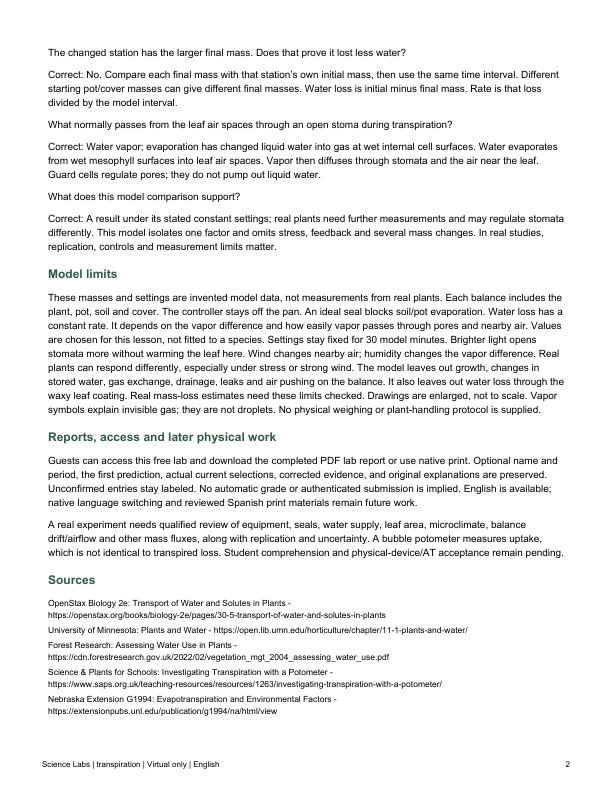 The changed station has the larger final mass. Does that prove it lost less water?
Correct: No. Compare each final mass with that station's own initial mass, then use the same time interval. Different
starting pot/cover masses can give different final masses. Water loss is initial minus final mass. Rate is that loss
divided by the model interval.
What normally passes from the leaf air spaces through an open stoma during transpiration?
Correct: Water vapor; evaporation has changed liquid water into gas at wet internal cell surfaces. Water evaporates
from wet mesophyll surfaces into leaf air spaces. Vapor then diffuses through stomata and the air near the leaf.
Guard cells regulate pores; they do not pump out liquid water.
What does this model comparison support?
Correct: A result under its stated constant settings; real plants need further measurements and may regulate stomata
differently. This model isolates one factor and omits stress, feedback and several mass changes. In real studies,
replication, controls and measurement limits matter.
Model limits
These masses and settings are invented model data, not measurements from real plants. Each balance includes the
plant, pot, soil and cover. The controller stays off the pan. An ideal seal blocks soil/pot evaporation. Water loss has a
constant rate. It depends on the vapor difference and how easily vapor passes through pores and nearby air. Values
are chosen for this lesson, not fitted to a species. Settings stay fixed for 30 model minutes. Brighter light opens
stomata more without warming the leaf here. Wind changes nearby air; humidity changes the vapor difference. Real
plants can respond differently, especially under stress or strong wind. The model leaves out growth, changes in
stored water, gas exchange, drainage, leaks and air pushing on the balance. It also leaves out water loss through the
waxy leaf coating. Real mass-loss estimates need these limits checked. Drawings are enlarged, not to scale. Vapor
symbols explain invisible gas; they are not droplets. No physical weighing or plant-handling protocol is supplied.
Reports, access and later physical work
Guests can access this free lab and download the completed PDF lab report or use native print. Optional name and
period, the first prediction, actual current selections, corrected evidence, and original explanations are preserved.
Unconfirmed entries stay labeled. No automatic grade or authenticated submission is implied. English is available;
native language switching and reviewed Spanish print materials remain future work.
A real experiment needs qualified review of equipment, seals, water supply, leaf area, microclimate, balance
drift/airflow and other mass fluxes, along with replication and uncertainty. A bubble potometer measures uptake,
which is not identical to transpired loss. Student comprehension and physical-device/AT acceptance remain pending.
Sources
OpenStax Biology 2e: Transport of Water and Solutes in Plants -
https://openstax.org/books/biology-2e/pages/30-5-transport-of-water-and-solutes-in-plants
University of Minnesota: Plants and Water - https://open.lib.umn.edu/horticulture/chapter/11-1-plants-and-water/
Forest Research: Assessing Water Use in Plants -
https://cdn.forestresearch.gov.uk/2022/02/vegetation_mgt_2004_assessing_water_use.pdf
Science & Plants for Schools: Investigating Transpiration with a Potometer -
https://www.saps.org.uk/teaching-resources/resources/1263/investigating-transpiration-with-a-potometer/
Nebraska Extension G1994: Evapotranspiration and Environmental Factors -
https://extensionpubs.unl.edu/publication/g1994/na/html/view
Science Labs | transpiration | Virtual only | English
2